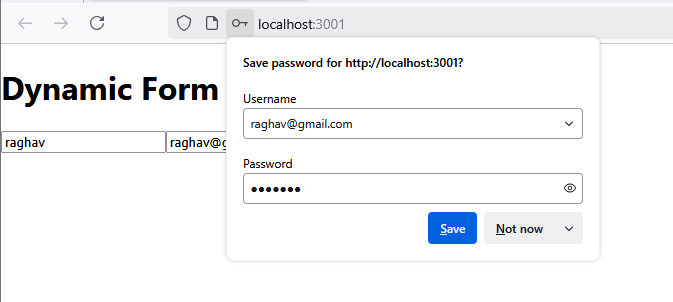 localhost:3001
Save password for http://localhost:3001?
Dynamic Form
Username
raghav@gmail.com
raghav
raghav@g
Password
•••••••
Save
Not now